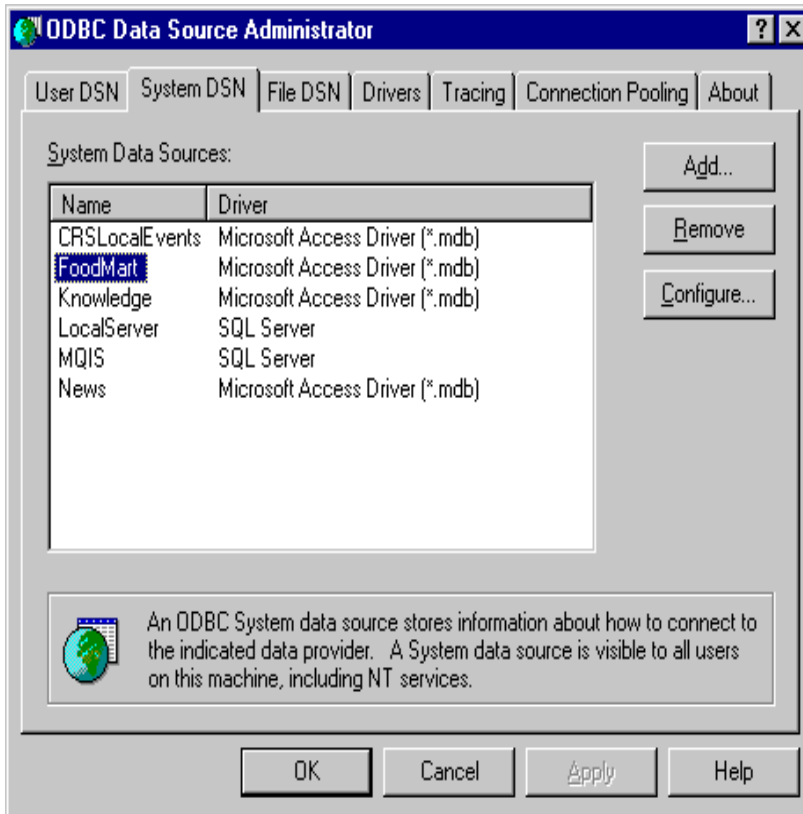 ODBC Data Source Administrator
? X
User DSN System DSN File DSN Drivers Tracing Connection Pooling About
System Data Sources:
Add...
Name Driver
Remove
CRSLocalEvents Microsoft Access Driver (*.mdb)
FoodMart Microsoft Access Driver (*.mdb)
Knowledge Microsoft Access Driver (*.mdb)
Configure...
LocalServer SQL Server
MQIS SQL Server
News Microsoft Access Driver (*.mdb)
An ODBC System data source stores information about how to connect to
the indicated data provider. A System data source is visible to all users
on this machine, including NT services.
OK Cancel Apply Help